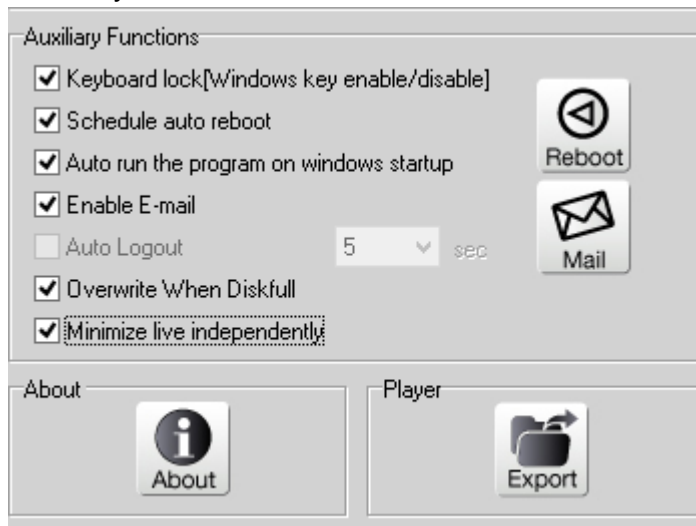 Auxiliary Functions
Keyboard lock[Windows key enable/disable]
Schedule auto reboot
Reboot
Auto run the program on windows startup
Enable E-mail
Auto Logout 5 sec
Mail
Overwrite When Diskfull
Minimize live independently
About Player
About Export